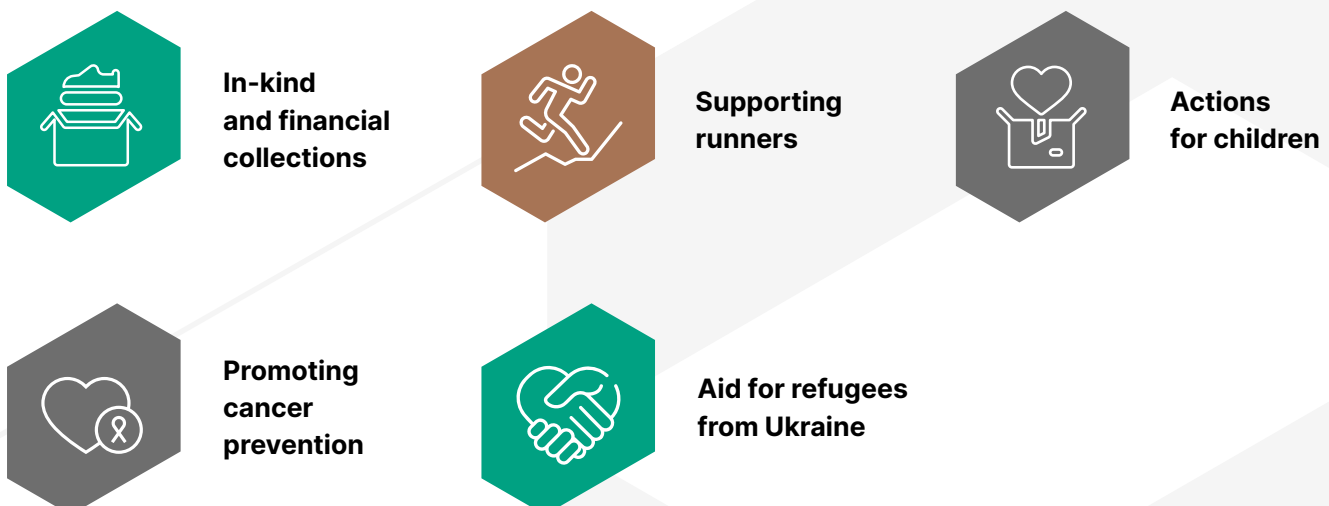 In-kind
and financial
collections
Supporting
runners
Actions
for children
Promoting
cancer
prevention
Aid for refugees
from Ukraine